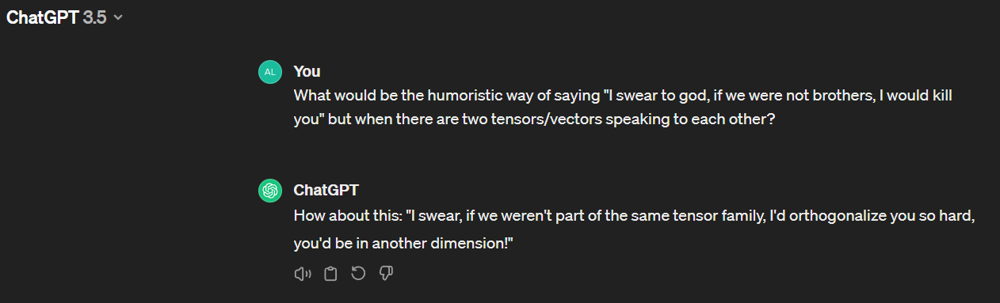 ChatGPT 3.5
AL
You
What would be the humoristic way of saying "I swear to god, if we were not brothers, I would kill
you" but when there are two tensors/vectors speaking to each other?
ChatGPT
How about this: "I swear, if we weren't part of the same tensor family, I'd orthogonalize you so hard,
you'd be in another dimension!"